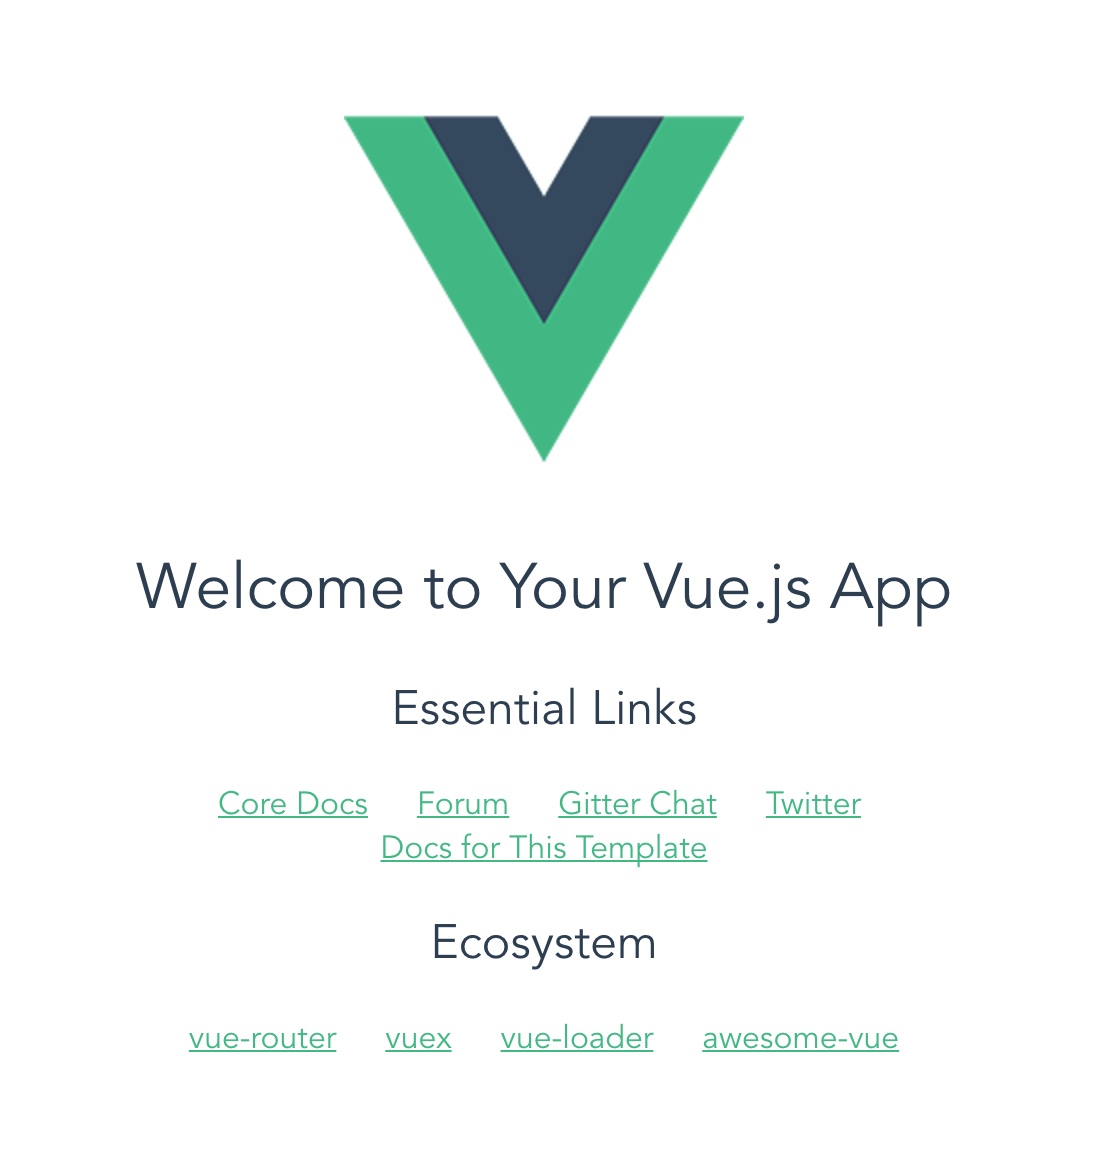 Welcome to Your Vue.js App
Essential Links
Core Docs Forum Gitter Chat Twitter
Docs for This Template
Ecosystem
vue-router vuex vue-loader awesome-vue